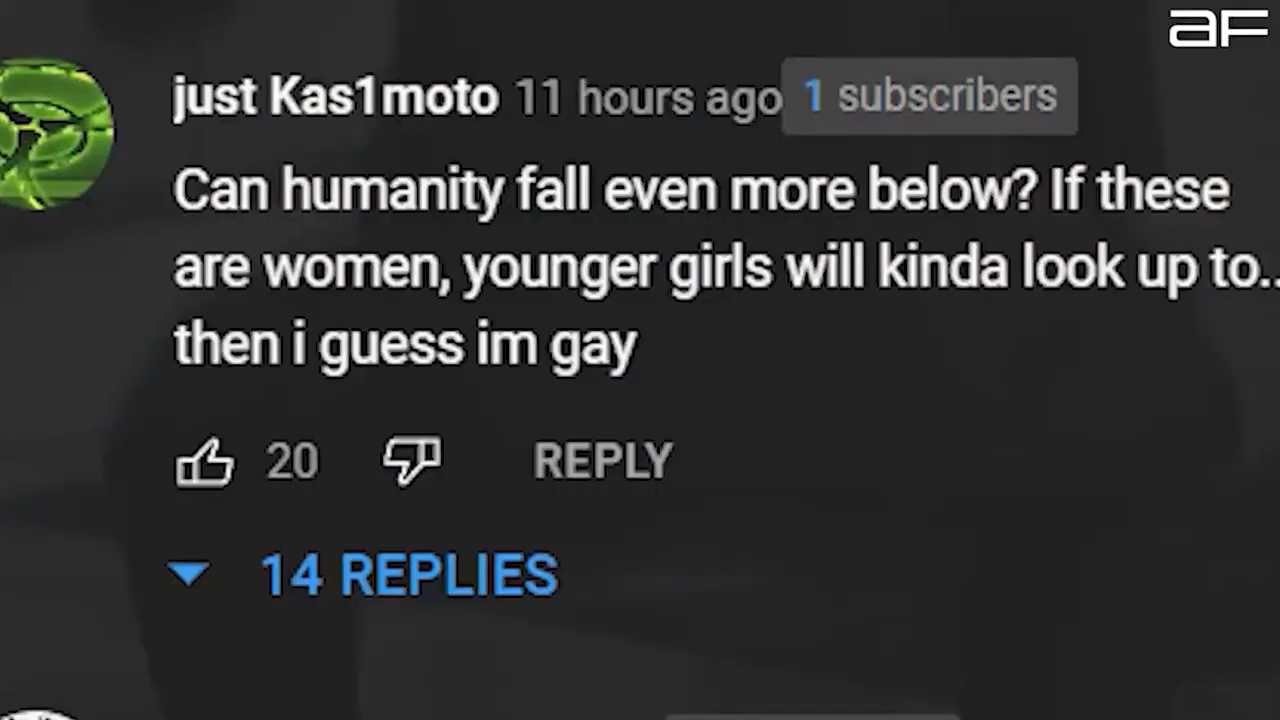 aF
just Kas1moto 11 hours ago 1 subscribers
Can humanity fall even more below? If these
are women, younger girls will kinda look up to..
then i guess im gay
20 REPLY
14 REPLIES